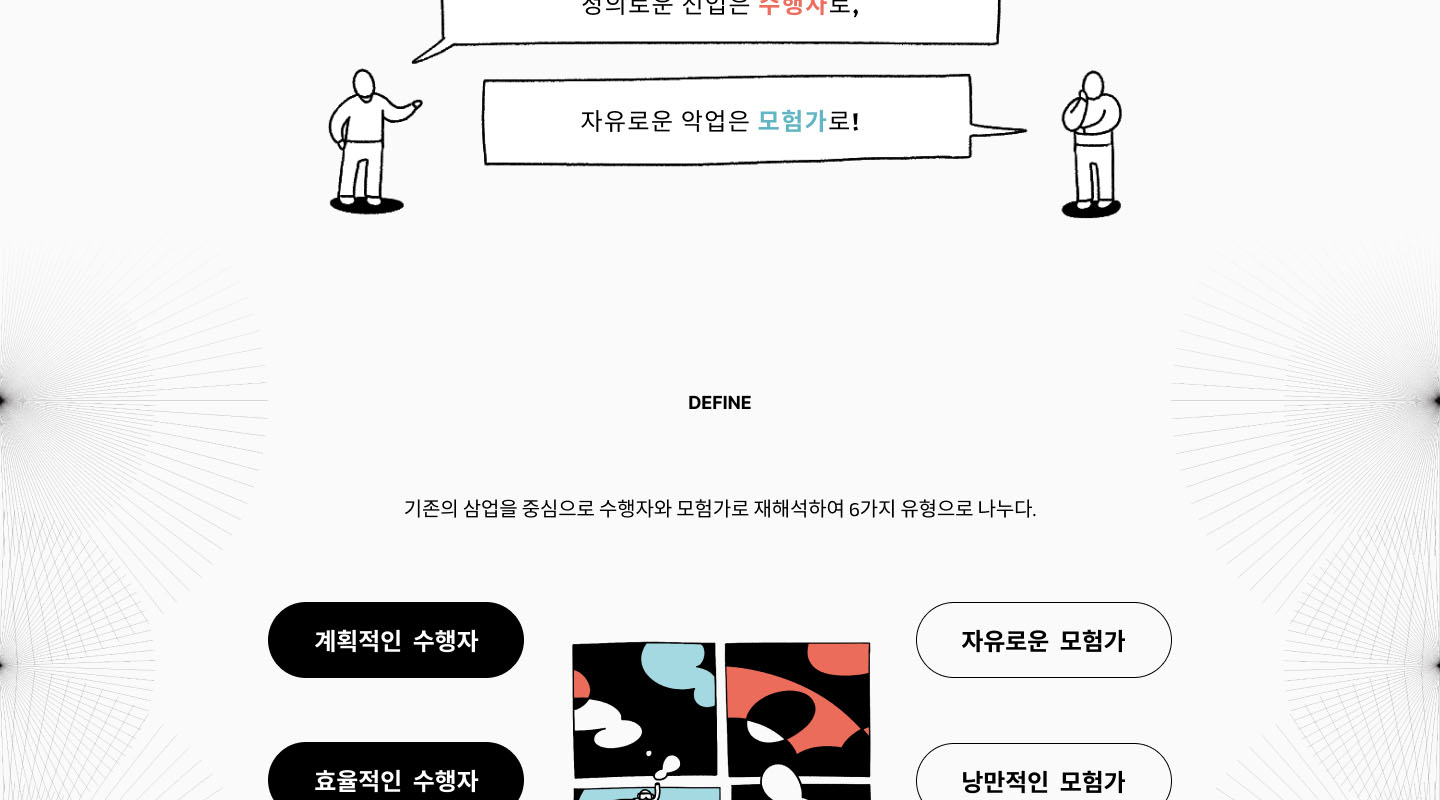 정의로운 선업은 수행자로,
자유로운 악업은 모험가로!
DEFINE
기존의 삼업을 중심으로 수행자와 모험가로 재해석하여 6가지 유형으로 나누다.
계획적인 수행자
자유로운 모험가
효율적인 수행자
낭만적인 모험가